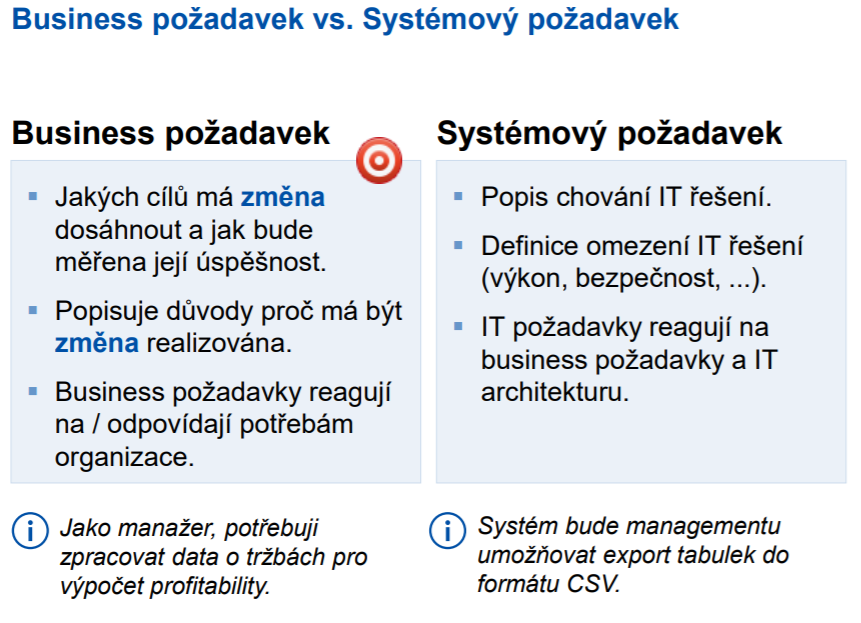 Business požadavek vs. Systémový požadavek
Business požadavek
Jakých cílů má změna
dosáhnout a jak bude
měřena její úspěšnost.
Popisuje důvody proč má být
změna realizována.
Business požadavky reagují
na / odpovídají potřebám
organizace.
i
Jako manažer, potřebuji
zpracovat data o tržbách pro
výpočet profitability.
Systémový požadavek
Popis chování IT řešení.
Definice omezení IT řešení
(výkon, bezpečnost, ...).
IT požadavky reagují na
business požadavky a IT
architekturu.
i
Systém bude managementu
umožňovat export tabulek do
formátu CSV.